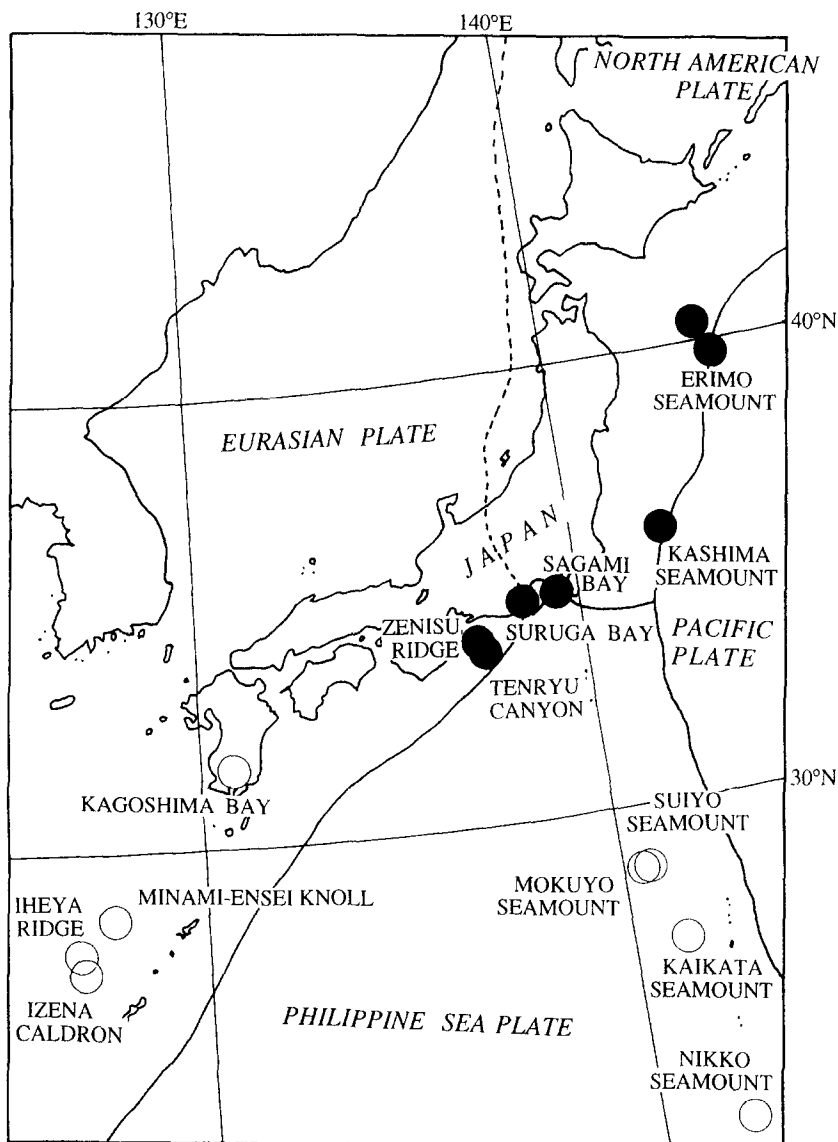 130°E
140°E
NORTH AMERICAN
PLATE
40°N
ERIMO
SEAMOUNT
EURASIAN PLATE
JAPAN
KASHIMA
SEAMOUNT
SAGAMI
BAY
ZENISU
RIDGE
SURUGA BAY
PACIFIC
PLATE
TENRYU
CANYON
30°N
KAGOSHIMA BAY
SUIYO
SEAMOUNT
MOKUYO
SEAMOUNT
MINAMI-ENSEI KNOLL
IHEYA
RIDGE
KAIKATA
SEAMOUNT
IZENA
CALDRON
PHILIPPINE SEA PLATE
NIKKO
SEAMOUNT